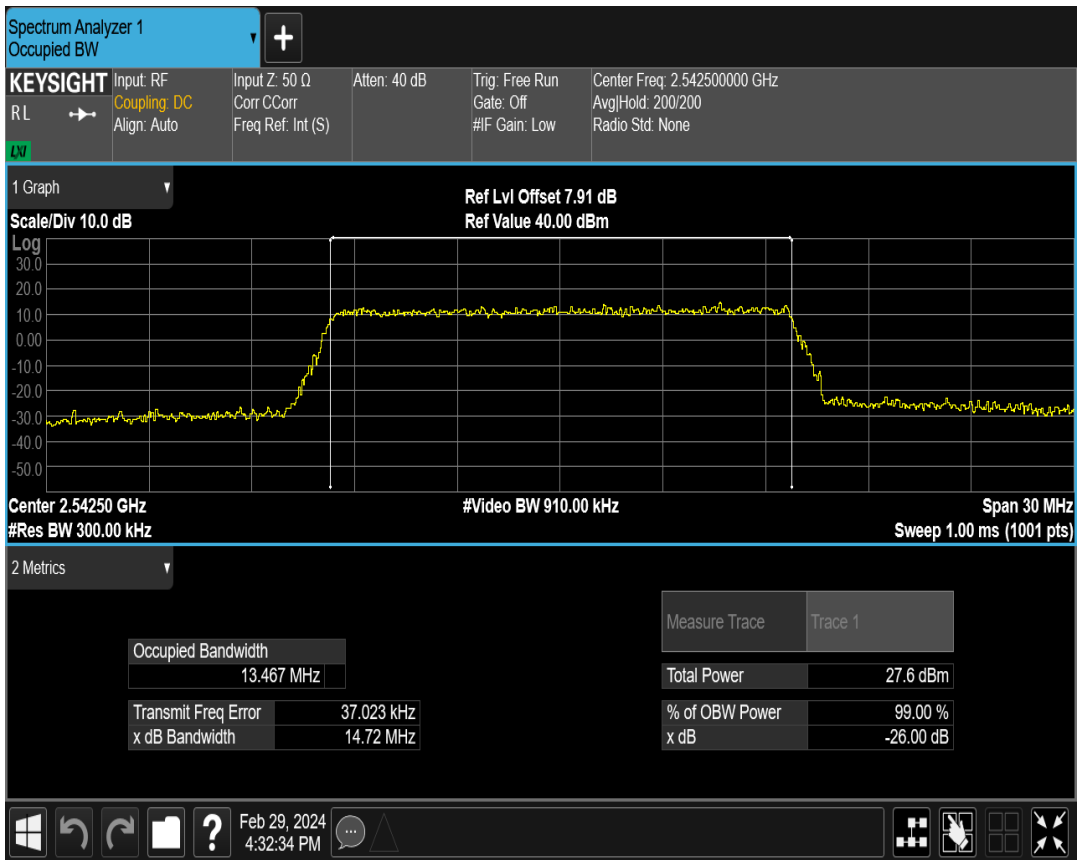 Spectrum Analyzer 1
Occupied BW
KEYSIGHT
RL
LXI
Input: RF
Coupling: DC
Align: Auto
Input Z: 50 Ω
Corr CCorr
Freq Ref: Int (S)
Atten: 40 dB
Trig: Free Run
Gate: Off
#IF Gain: Low
Center Freq: 2.542500000 GHz
Avg|Hold: 200/200
Radio Std: None
1 Graph
Scale/Div 10.0 dB
Ref Lvl Offset 7.91 dB
Ref Value 40.00 dBm
Log
30.0
20.0
10.0
0.00
-10.0
-20.0
-30.0
-40.0
-50.0
Center 2.54250 GHz
#Res BW 300.00 kHz
#Video BW 910.00 kHz
Span 30 MHz
Sweep 1.00 ms (1001 pts)
2 Metrics
Occupied Bandwidth
13.467 MHz
Transmit Freq Error 37.023 kHz
x dB Bandwidth 14.72 MHz
Measure Trace Trace 1
Total Power 27.6 dBm
% of OBW Power 99.00 %
x dB -26.00 dB
Feb 29, 2024
4:32:34 PM